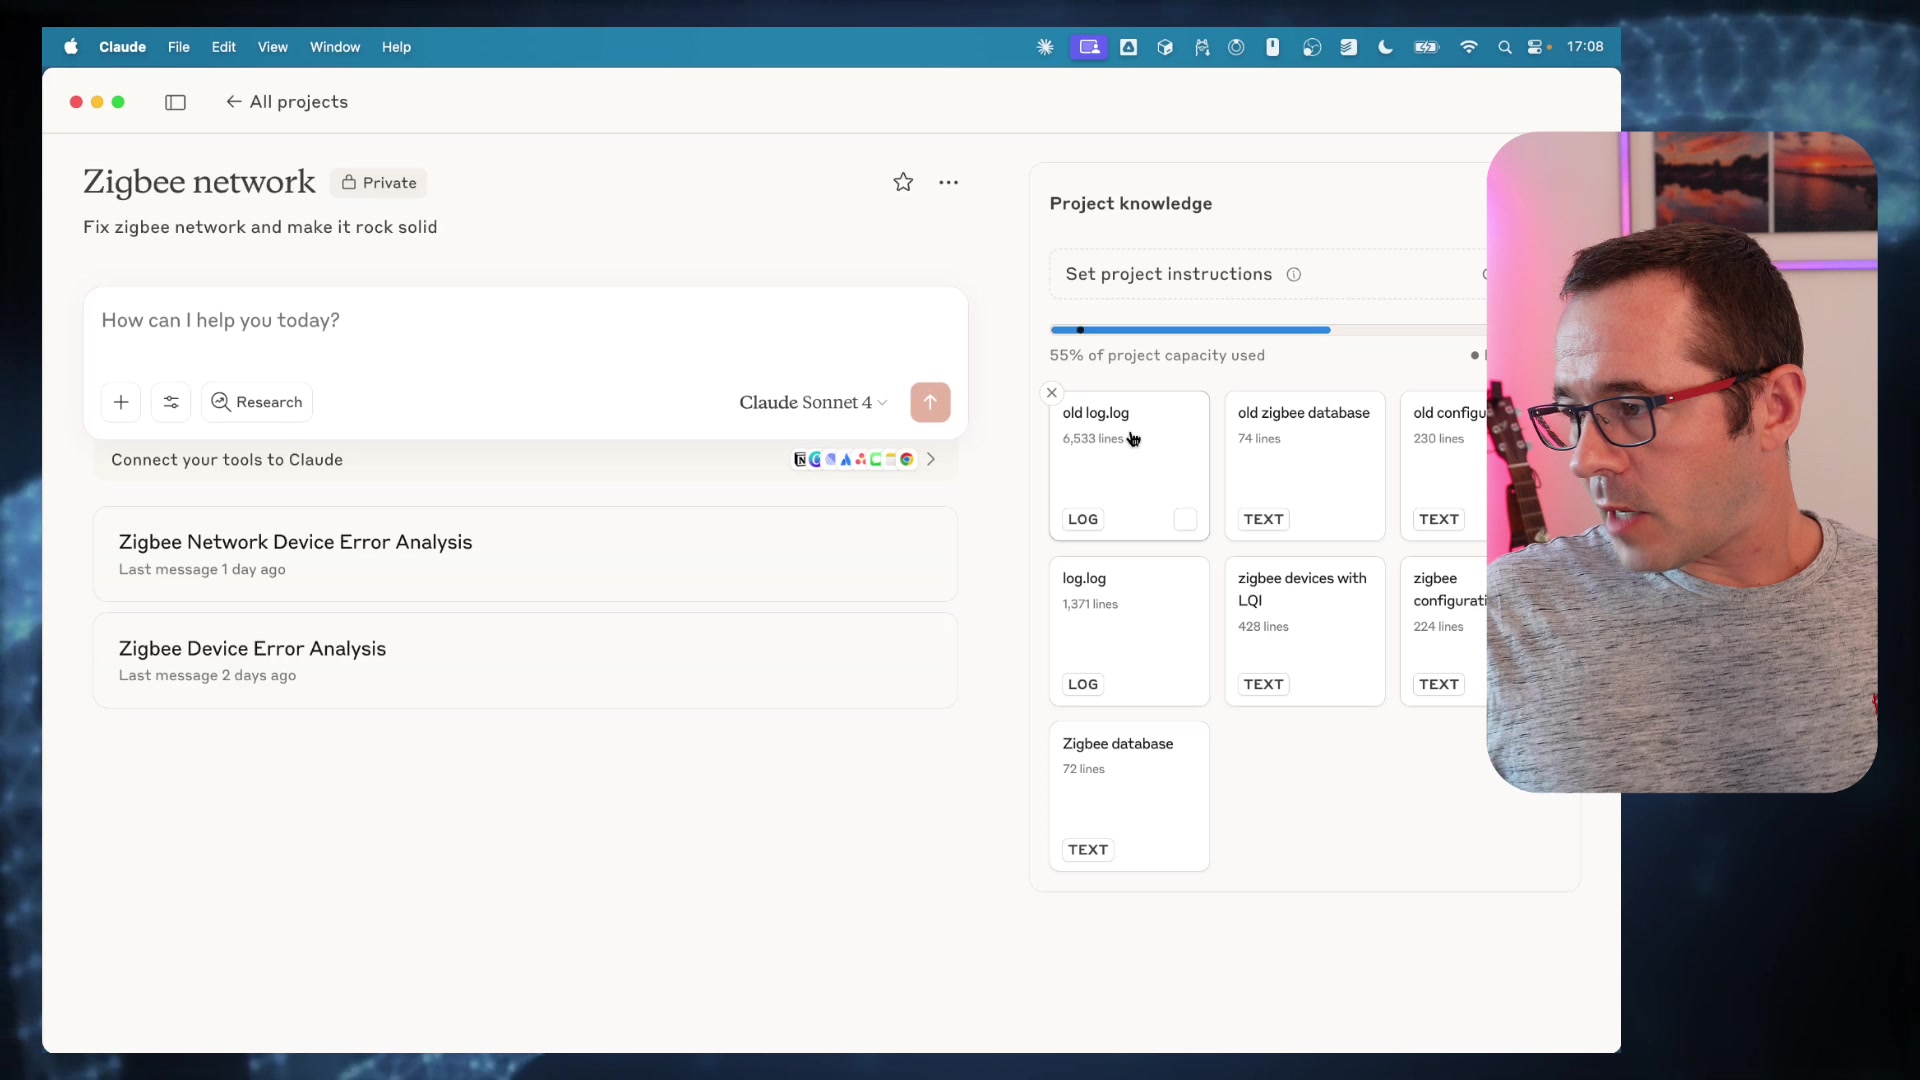 Claude File Edit View Window Help 17:08
All projects
Zigbee network Private
Fix zigbee network and make it rock solid
How can I help you today?
Research Claude Sonnet 4
Connect your tools to Claude
Zigbee Network Device Error Analysis
Last message 1 day ago
Zigbee Device Error Analysis
Last message 2 days ago
Project knowledge
Set project instructions
55% of project capacity used
old log.log
6,533 lines
LOG
old zigbee database
74 lines
TEXT
old configu
230 lines
TEXT
log.log
1,371 lines
LOG
zigbee devices with
LQI
428 lines
TEXT
zigbee
configurati
224 lines
TEXT
Zigbee database
72 lines
TEXT